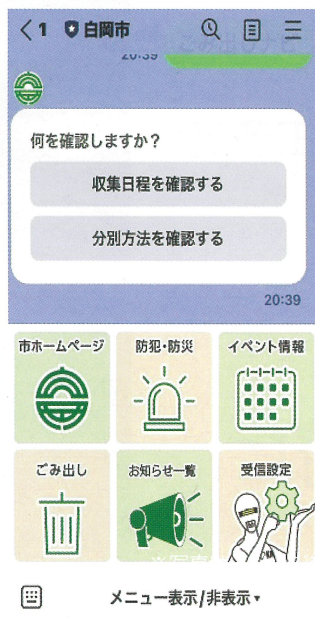 1 白岡市
20:39
何を確認しますか？
収集日程を確認する
分別方法を確認する
20:39
市ホームページ
防犯・防災
イベント情報
ごみ出し
お知らせ一覧
受信設定
メニュー表示/非表示